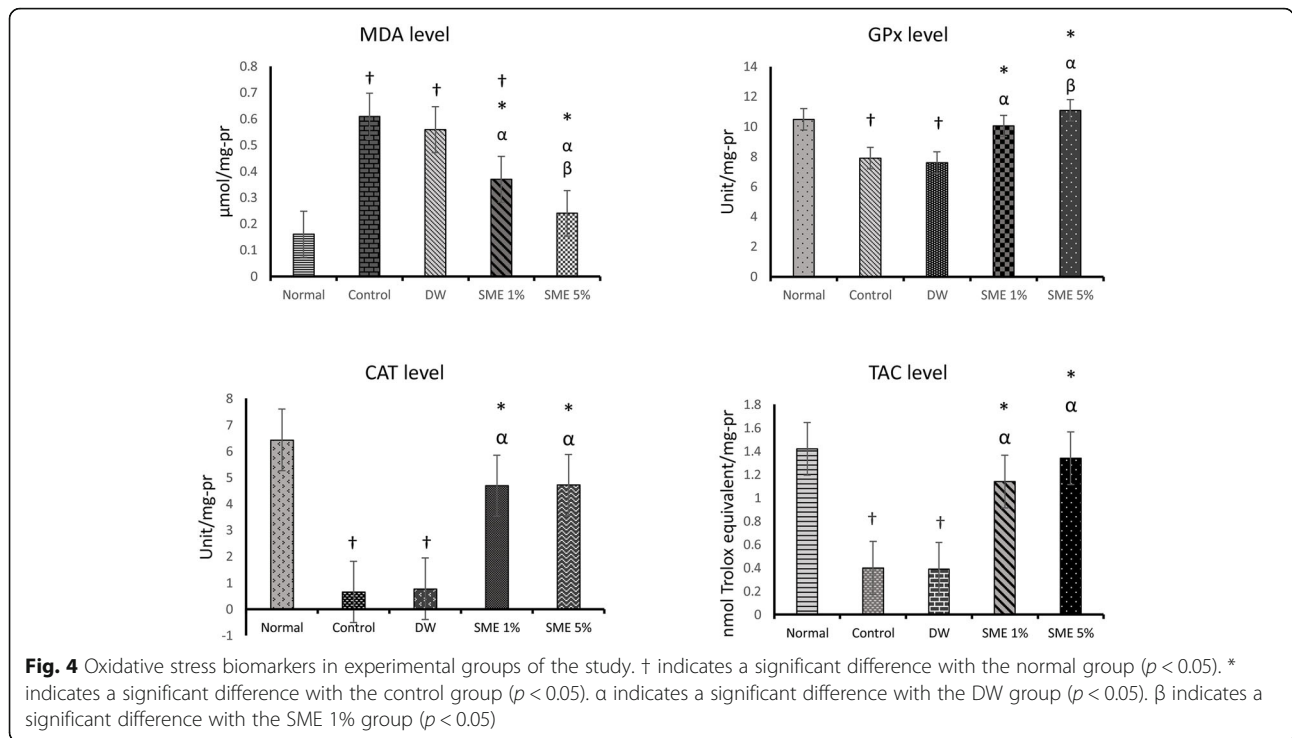 MDA level
0.8
0.7
0.6
0.5
0.4
0.3
0.2
0.1
0
μmol/mg-pr
†
†
†
*
α
*
α
β
Normal Control DW SME 1% SME 5%
GPx level
14
12
10
8
6
4
2
0
Unit/mg-pr
†
†
*
α
*
α
β
Normal Control DW SME 1% SME 5%
CAT level
8
7
6
5
4
3
2
1
0
-1
Unit/mg-pr
†
†
*
α
*
α
Normal Control DW SME 1% SME 5%
TAC level
1.8
1.6
1.4
1.2
1
0.8
0.6
0.4
0.2
0
nmol Trolox equivalent/mg-pr
†
†
*
α
*
α
Normal Control DW SME 1% SME 5%
Fig. 4 Oxidative stress biomarkers in experimental groups of the study. † indicates a significant difference with the normal group (p < 0.05). *
indicates a significant difference with the control group (p < 0.05). α indicates a significant difference with the DW group (p < 0.05). β indicates a
significant difference with the SME 1% group (p < 0.05)